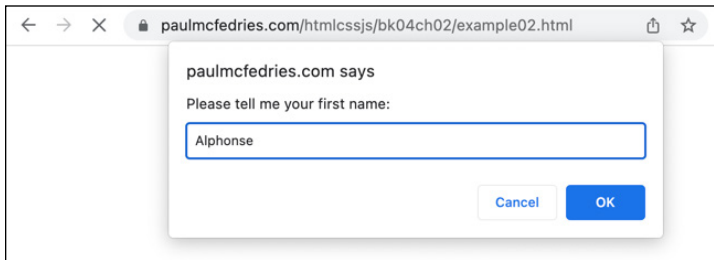 paulmcfedries.com/htmlcssjs/bk04ch02/example02.html
paulmcfedries.com says
Please tell me your first name:
Alphonse
Cancel OK